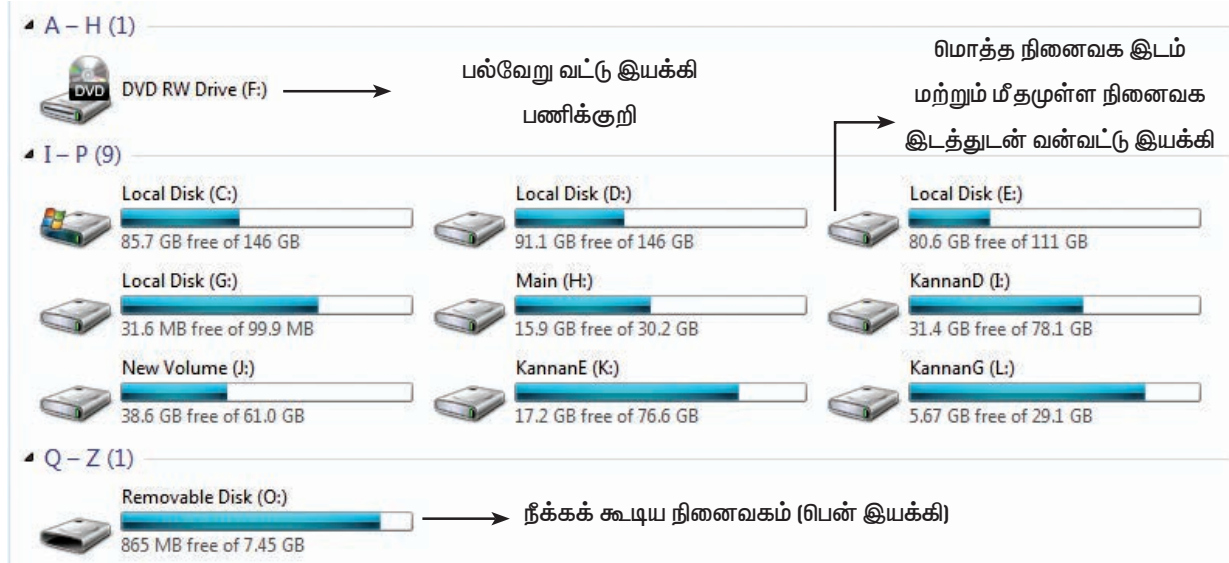 A – H (1)
DVD
DVD RW Drive (F:)
பல்வேறு வட்டு இயக்கி
பணிக்குறி
மொத்த நினைவக இடம்
மற்றும் மீதமுள்ள நினைவக
இடத்துடன் வன்வட்டு இயக்கி
I – P (9)
Local Disk (C:)
85.7 GB free of 146 GB
Local Disk (D:)
91.1 GB free of 146 GB
Local Disk (E:)
80.6 GB free of 111 GB
Local Disk (G:)
31.6 MB free of 99.9 MB
Main (H:)
15.9 GB free of 30.2 GB
KannanD (I:)
31.4 GB free of 78.1 GB
New Volume (J:)
38.6 GB free of 61.0 GB
KannanE (K:)
17.2 GB free of 76.6 GB
KannanG (L:)
5.67 GB free of 29.1 GB
Q – Z (1)
Removable Disk (O:)
865 MB free of 7.45 GB
நீக்கக் கூடிய நினைவகம் (பென் இயக்கி)